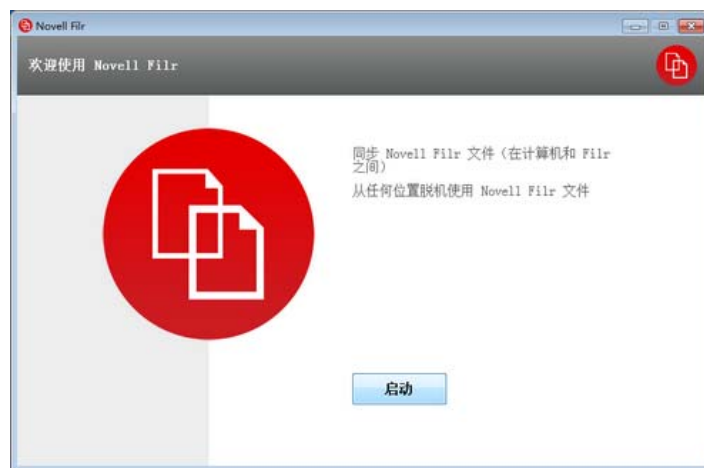 Novell Filr
欢迎使用 Novell Filr
同步 Novell Filr 文件（在计算机和 Filr
之间）
从任何位置脱机使用 Novell Filr 文件
启动